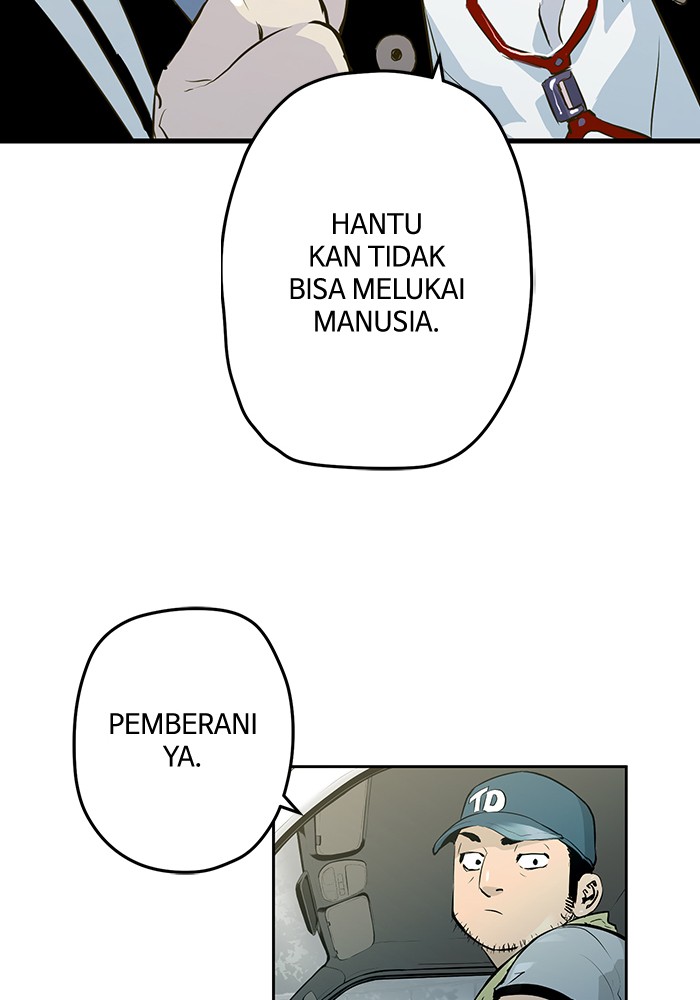 HANTU
KAN TIDAK
BISA MELUKAI
MANUSIA.
PEMBERANI
YA.
TD